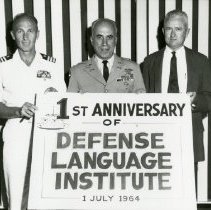 1ST ANNIVERSARY
OF
DEFENSE
LANGUAGE
INSTITUTE
1 JULY 1964